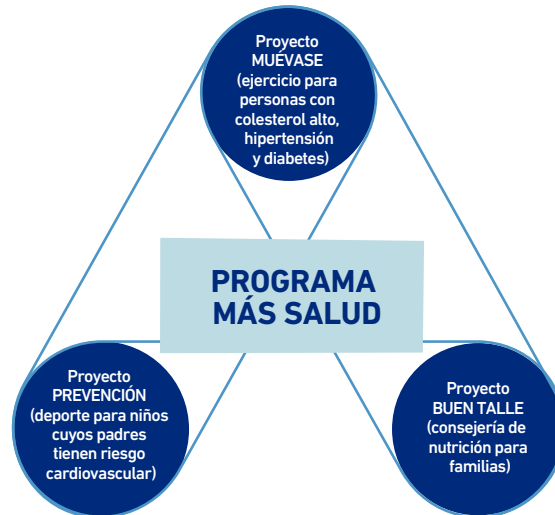 Proyecto
MUÉVASE
(ejercicio para
personas con
colesterol alto,
hipertensión
y diabetes)
PROGRAMA
MÁS SALUD
Proyecto
PREVENCIÓN
(deporte para niños
cuyos padres
tienen riesgo
cardiovascular)
Proyecto
BUEN TALLE
(consejería de
nutrición para
familias)